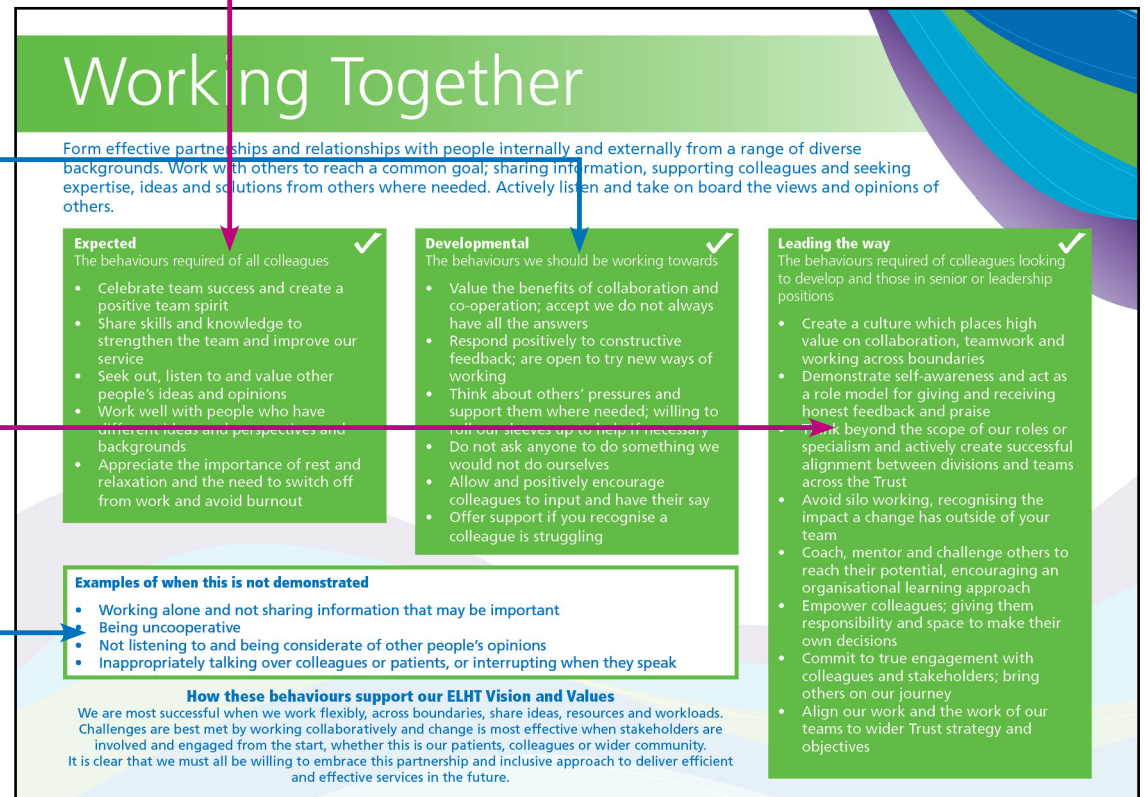 Working Together
Form effective partnerships and relationships with people internally and externally from a range of diverse
backgrounds. Work with others to reach a common goal; sharing information, supporting colleagues and seeking
expertise, ideas and solutions from others where needed. Actively listen and take on board the views and opinions of
others.
Expected
The behaviours required of all colleagues
• Celebrate team success and create a
positive team spirit
• Share skills and knowledge to
strengthen the team and improve our
service
• Seek out, listen to and value other
people's ideas and opinions
• Work well with people who have
different ideas and perspectives and
backgrounds
• Appreciate the importance of rest and
relaxation and the need to switch off
from work and avoid burnout
Developmental
The behaviours we should be working towards
• Value the benefits of collaboration and
co-operation; accept we do not always
have all the answers
• Respond positively to constructive
feedback; are open to try new ways of
working
• Think about others' pressures and
support them where needed; willing to
roll our sleeves up to help if necessary
• Do not ask anyone to do something we
would not do ourselves
• Allow and positively encourage
colleagues to input and have their say
• Offer support if you recognise a
colleague is struggling
Leading the way
The behaviours required of colleagues looking
to develop and those in senior or leadership
positions
• Create a culture which places high
value on collaboration, teamwork and
working across boundaries
• Demonstrate self-awareness and act as
a role model for giving and receiving
honest feedback and praise
• Think beyond the scope of our roles or
specialism and actively create successful
alignment between divisions and teams
across the Trust
• Avoid silo working, recognising the
impact a change has outside of your
team
• Coach, mentor and challenge others to
reach their potential, encouraging an
organisational learning approach
• Empower colleagues; giving them
responsibility and space to make their
own decisions
• Commit to true engagement with
colleagues and stakeholders; bring
others on our journey
• Align our work and the work of our
teams to wider Trust strategy and
objectives
Examples of when this is not demonstrated
• Working alone and not sharing information that may be important
• Being uncooperative
• Not listening to and being considerate of other people's opinions
• Inappropriately talking over colleagues or patients, or interrupting when they speak
How these behaviours support our ELHT Vision and Values
We are most successful when we work flexibly, across boundaries, share ideas, resources and workloads.
Challenges are best met by working collaboratively and change is most effective when stakeholders are
involved and engaged from the start, whether this is our patients, colleagues or wider community.
It is clear that we must all be willing to embrace this partnership and inclusive approach to deliver efficient
and effective services in the future.